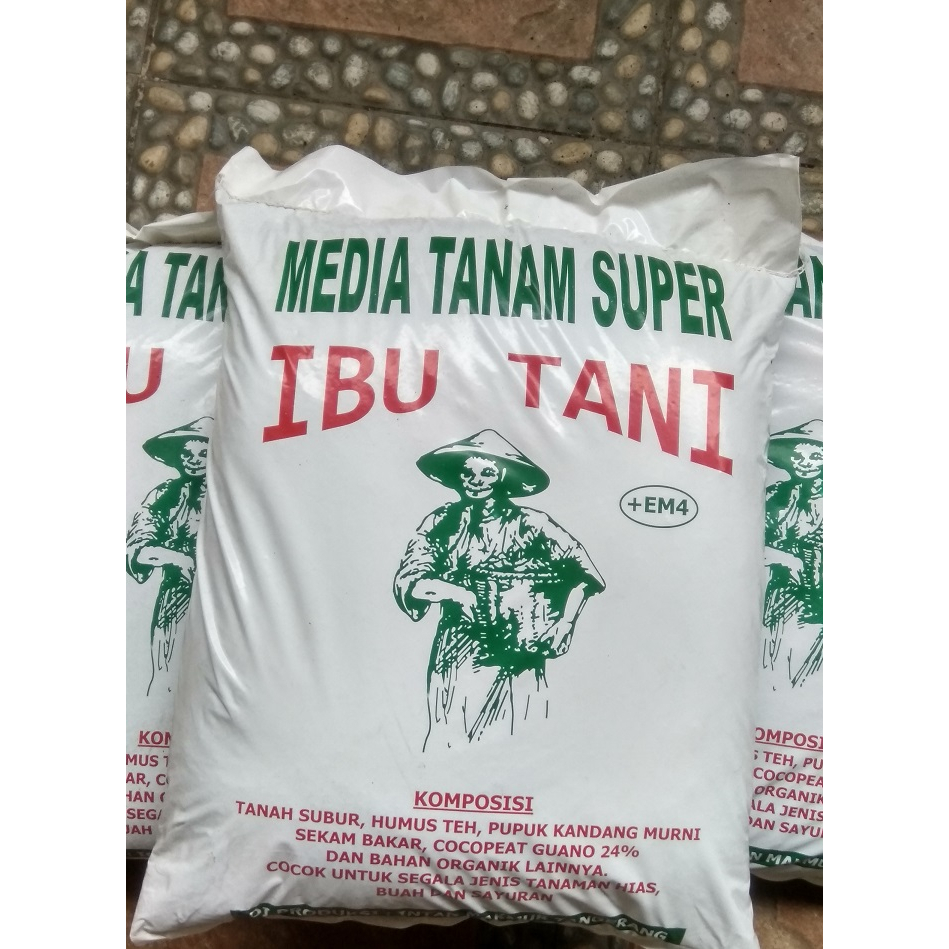 MEDIA TANAM SUPER
IBU TANI
+EM4
KOMPOSISI
TANAH SUBUR, HUMUS TEH, PUPUK KANDANG MURNI
SEKAM BAKAR, COCOPEAT GUANO 24%
DAN BAHAN ORGANIK LAINNYA.
COCOK UNTUK SEGALA JENIS TANAMAN HIAS,
BUAH DAN SAYURAN